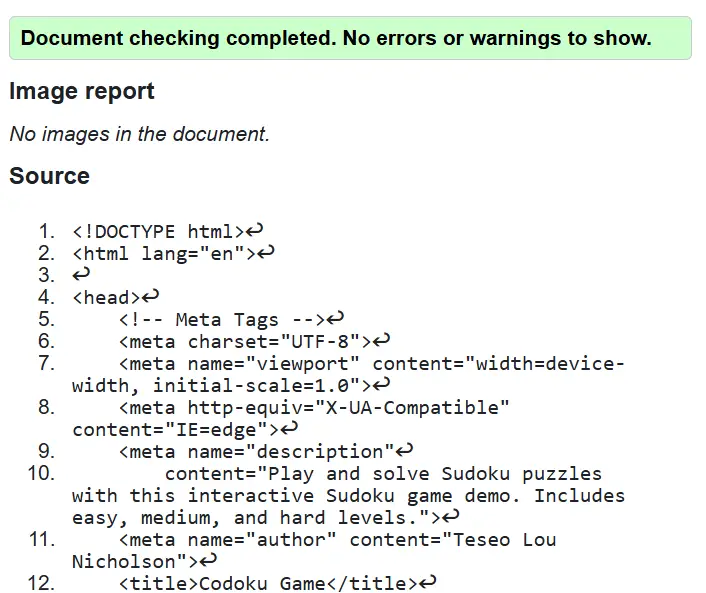 Document checking completed. No errors or warnings to show.
Image report
No images in the document.
Source
1. <!DOCTYPE html>↩
2. <html lang="en">↩
3. ↩
4. <head>↩
5.     <!-- Meta Tags -->↩
6.     <meta charset="UTF-8">↩
7.     <meta name="viewport" content="width=device-
width, initial-scale=1.0">↩
8.     <meta http-equiv="X-UA-Compatible"
content="IE=edge">↩
9.     <meta name="description"↩
10.         content="Play and solve Sudoku puzzles
with this interactive Sudoku game demo. Includes
easy, medium, and hard levels.">↩
11.     <meta name="author" content="Teseo Lou
Nicholson">↩
12.     <title>Codoku Game</title>↩